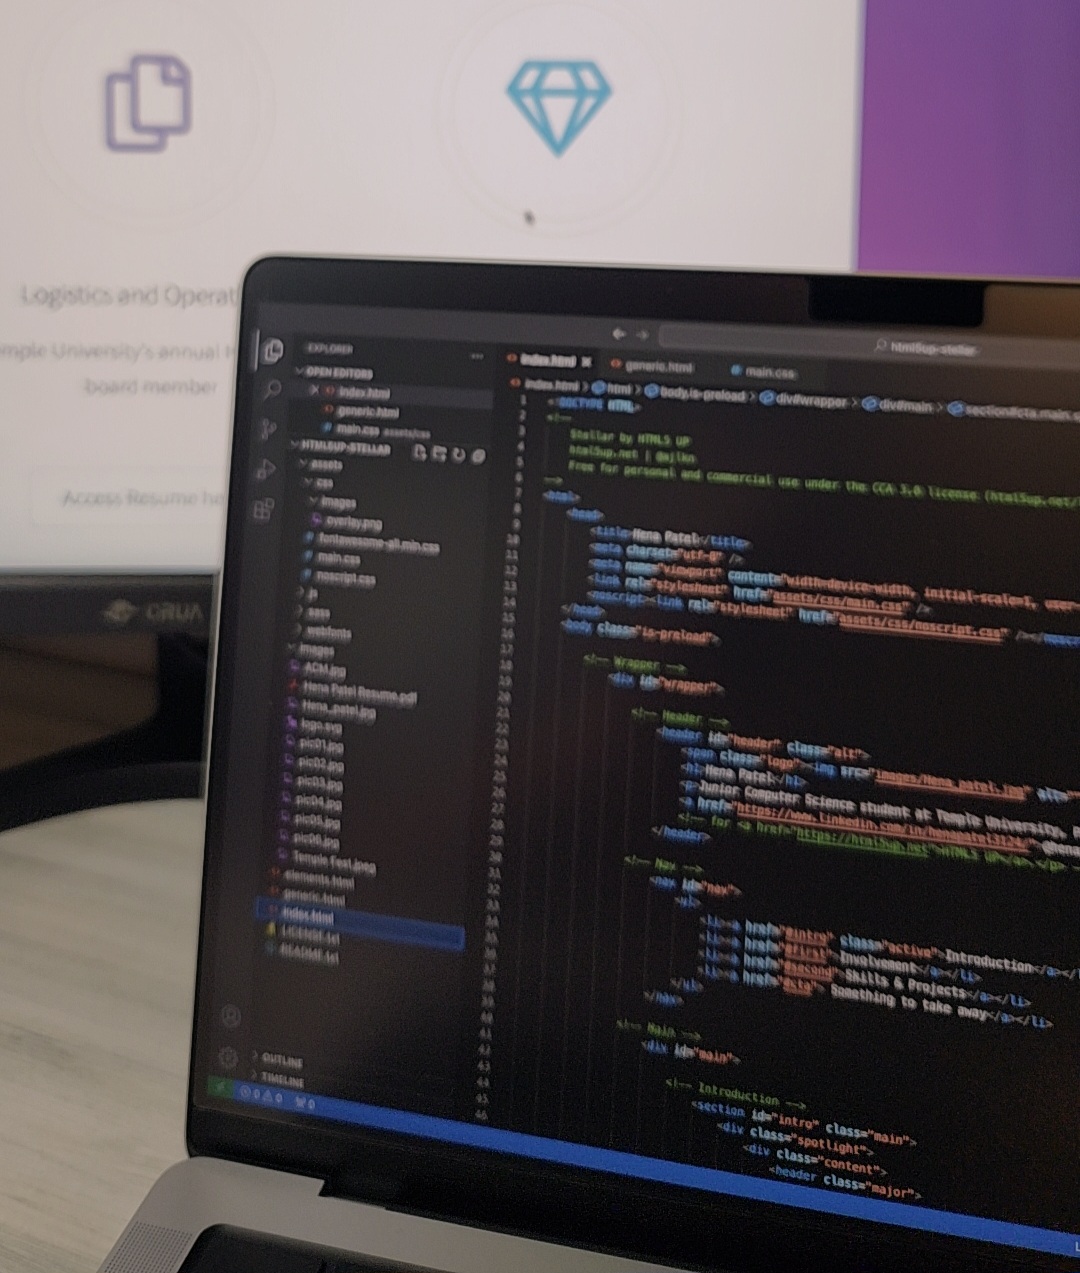 Logistics and Operat
mple University's annual
board member
Access Resume he
EXPLORER
OPEN EDITORS
index.html
generic.html
main.css assets/css
HTML5UP-STELLAR
assets
css
images
overlay.png
fontawesome-all.min.css
main.css
noscript.css
js
sass
webfonts
images
ACM.jpg
Hena Patel Resume.pdf
Hena_patel.jpg
logo.svg
pic01.jpg
pic02.jpg
pic03.jpg
pic04.jpg
pic05.jpg
pic06.jpg
Temple Fest.jpeg
elements.html
generic.html
index.html
LICENSE.txt
README.txt
OUTLINE
TIMELINE
0 0 0
html5up-stellar
index.html generic.html main.css
index.html > html > body.is-preload > div#wrapper > div#main > section#cta.main.s
<!DOCTYPE HTML>
<!--
Stellar by HTML5 UP
html5up.net | @ajlkn
Free for personal and commercial use under the CCA 3.0 license (html5up.net/
-->
<html>
<head>
<title>Hena Patel</title>
<meta charset="utf-8" />
<meta name="viewport" content="width=device-width, initial-scale=1, user-
<link rel="stylesheet" href="assets/css/main.css" />
<noscript><link rel="stylesheet" href="assets/css/noscript.css" /></noscr
</head>
<body class="is-preload">
<!-- Wrapper -->
<div id="wrapper">
<!-- Header -->
<header id="header" class="alt">
<span class="logo"><img src="images/Hena_patel.jpg" alt=
<h1>Hena Patel</h1>
<p>Junior Computer Science student at Temple University,
<a href="https://www.linkedin.com/in/
<!-- for <a href="https://html5up.net">HTML5 UP</a>.</p>
</header>
<!-- Nav -->
<nav id="nav">
<ul>
<li><a href="#intro" class="active">Introduction</a></
<li><a href="#first">Involvement</a></li>
<li><a href="#second">Skills & Projects</a></li>
<li><a href="#cta">Something to take away</a></li>
</ul>
</nav>
<!-- Main -->
<div id="main">
<!-- Introduction -->
<section id="intro" class="main">
<div class="spotlight">
<div class="content">
<header class="major">